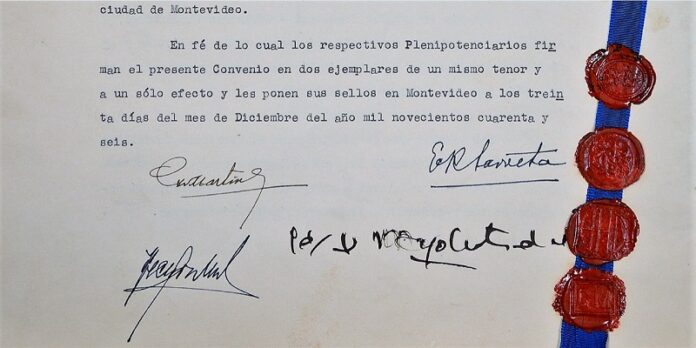 ciudad de Montevideo.
En fé de lo cual los respectivos Plenipotenciarios fir
man el presente Convenio en dos ejemplares de un mismo tenor y
a un sólo efecto y les ponen sus sellos en Montevideo a los trein
ta días del mes de Diciembre del año mil novecientos cuarenta y
seis.